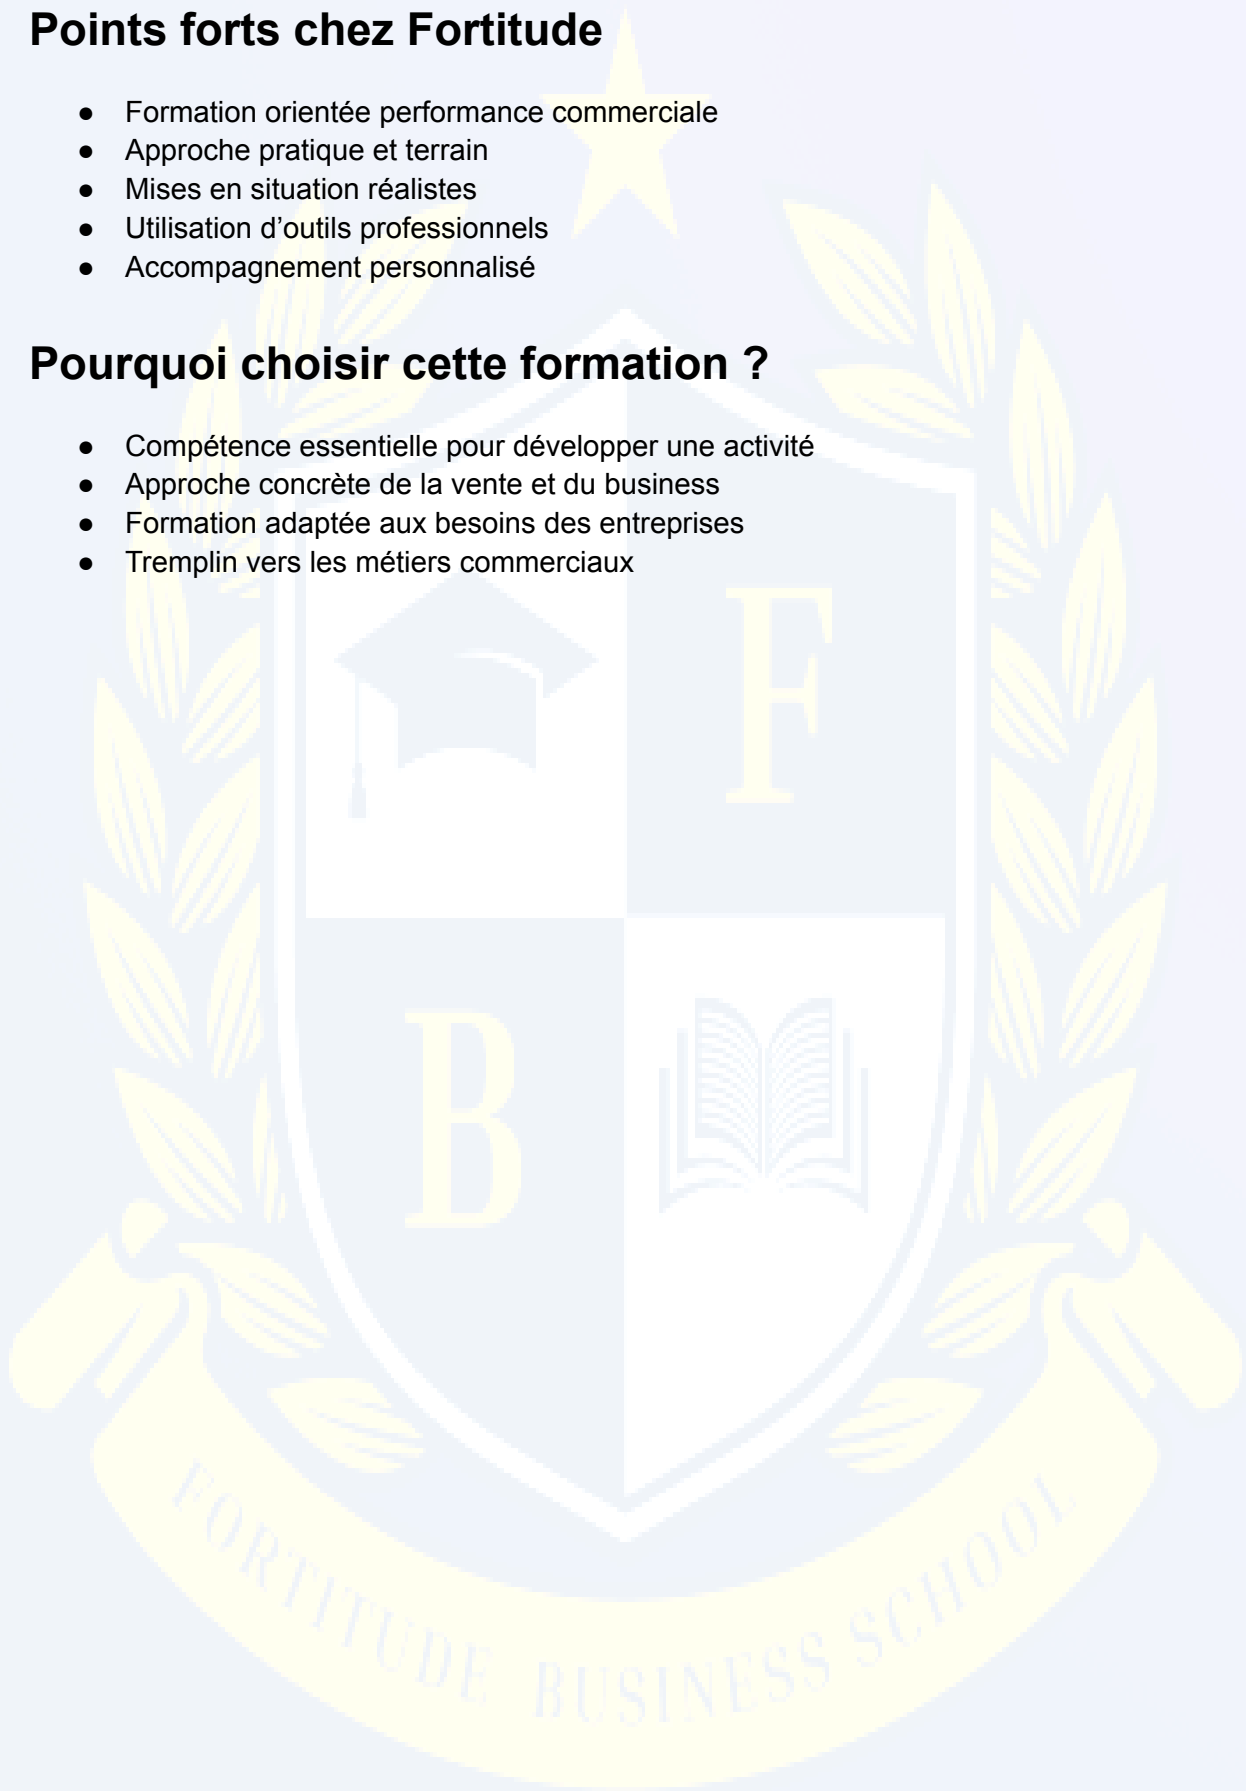 Points forts chez Fortitude
● Formation orientée performance commerciale
● Approche pratique et terrain
● Mises en situation réalistes
● Utilisation d’outils professionnels
● Accompagnement personnalisé
Pourquoi choisir cette formation ?
● Compétence essentielle pour développer une activité
● Approche concrète de la vente et du business
● Formation adaptée aux besoins des entreprises
● Tremplin vers les métiers commerciaux
F
B
FORTITUDE BUSINESS SCHOOL